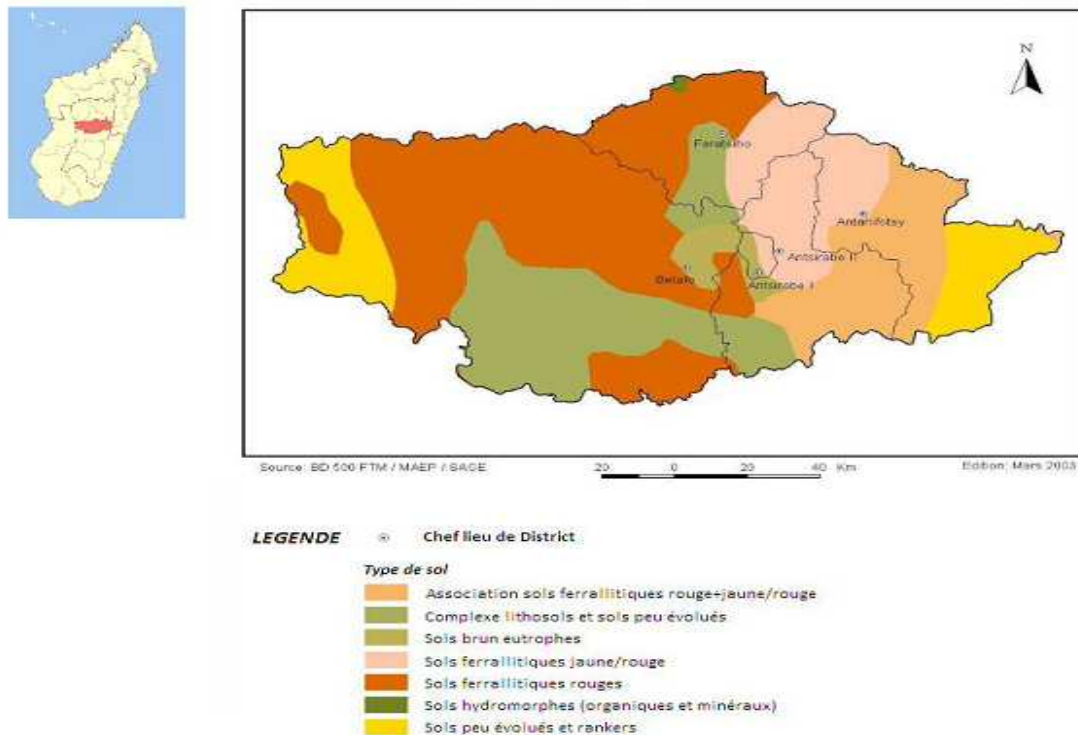 N
Faratsiho
Antanifotsy
Antsirabe II
Betafo
Antsirabe I
Source: BD 500 FTM / MAEP / SAGE
20 0 20 40 Km
Edition: Mars 2003
LEGENDE
Chef lieu de District
Type de sol
Association sols ferrallitiques rouge+jaune/rouge
Complexe lithosols et sols peu évolués
Sols brun eutrophes
Sols ferrallitiques jaune/rouge
Sols ferrallitiques rouges
Sols hydromorphes (organiques et minéraux)
Sols peu évolués et rankers